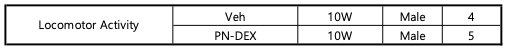 Locomotor Activity Veh 10W Male 4
PN-DEX 10W Male 5